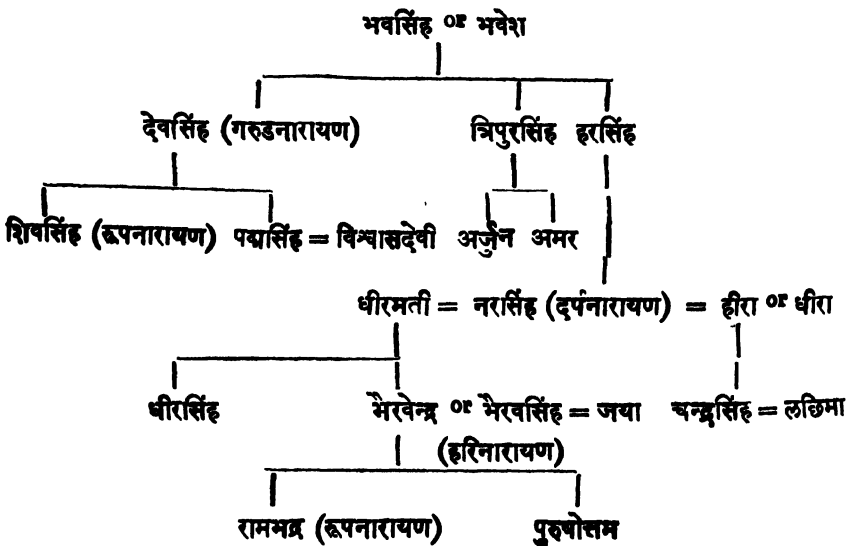 भवसिंह or भवेश
देवसिंह (गरुडनारायण) त्रिपुरसिंह हरसिंह
शिवसिंह (रूपनारायण) पद्मसिंह = विश्वासदेवी अर्जुन अमर
धीरमती = नरसिंह (दर्पनारायण) = हीरा or धीरा
धीरसिंह भैरवेन्द्र or भैरवसिंह = जया चन्द्रसिंह = लछिमा
(हरिनारायण)
रामभद्र (रूपनारायण) पुरुषोत्तम